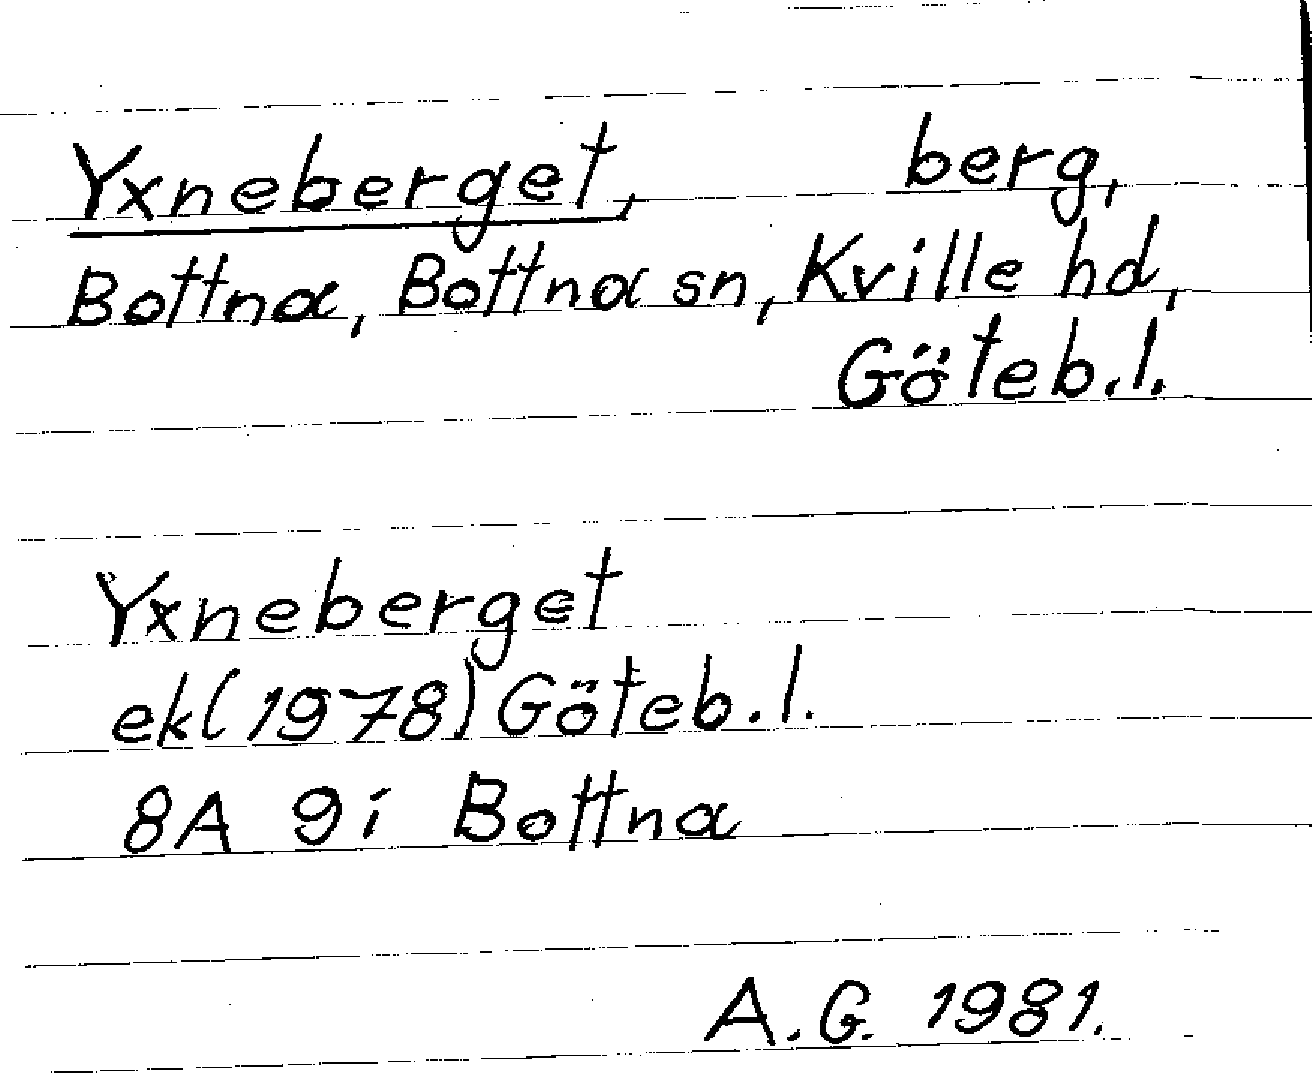 Yxneberget, berg,
Bottna, Bottna sn, Kville hd,
Göteb.l.
Yxneberget
ek(1978) Göteb.l.
8A 9i Bottna
A.G. 1981.